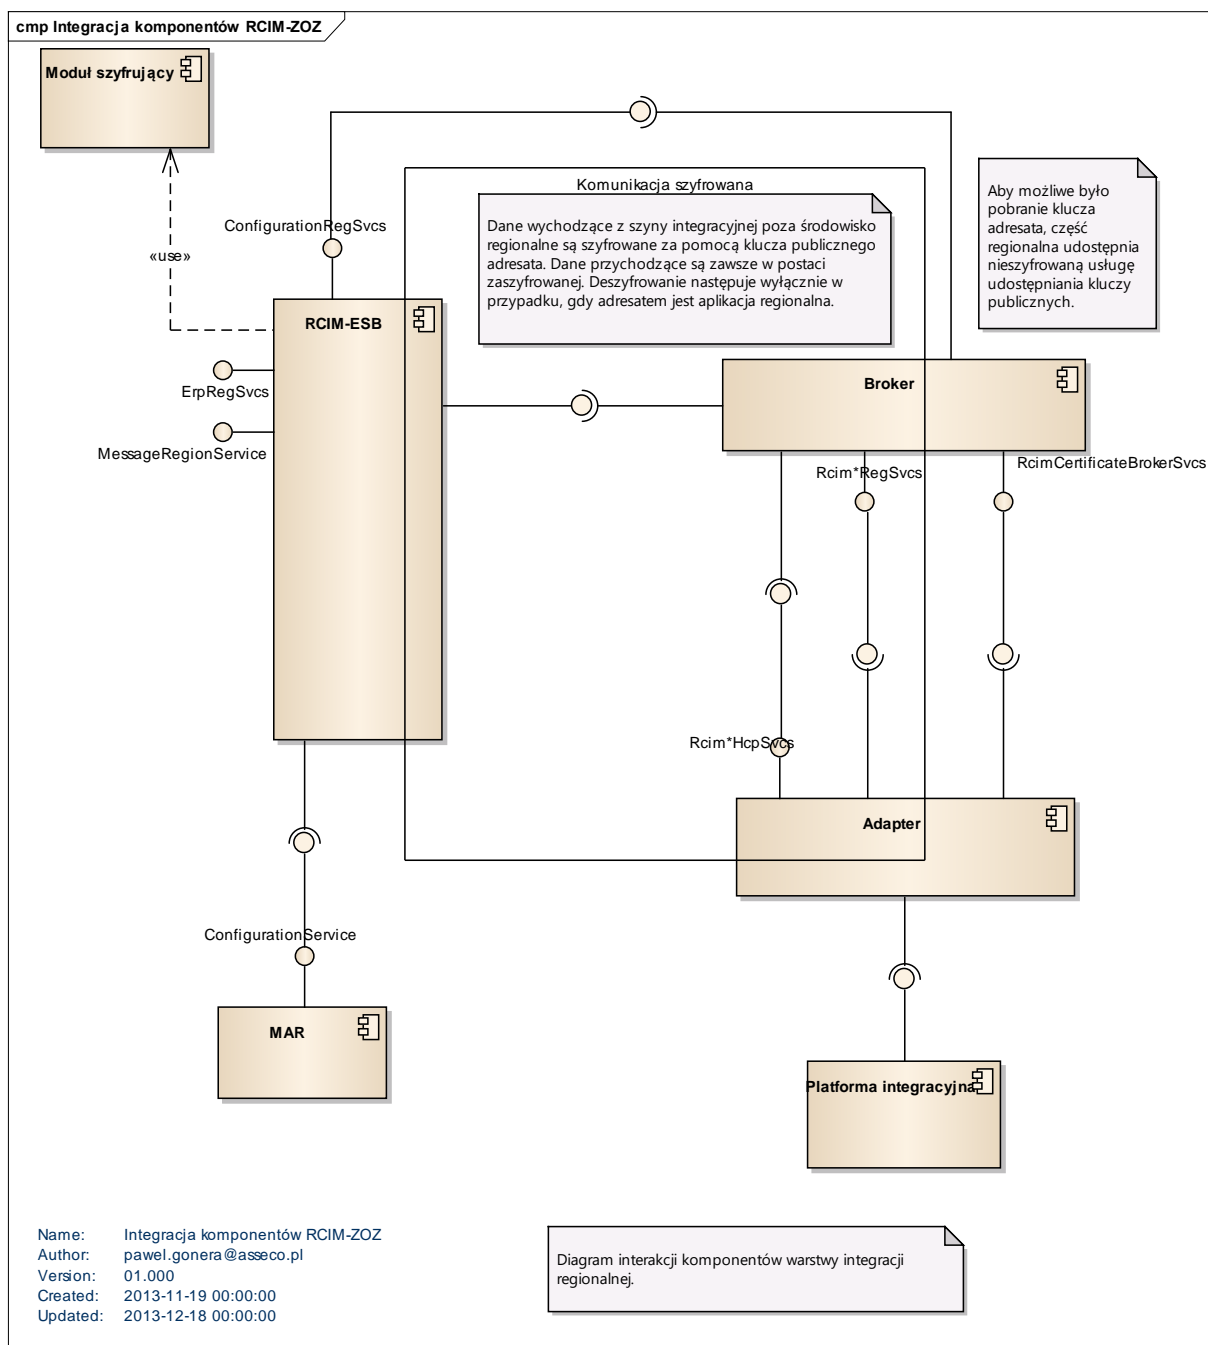 cmp Integracja komponentów RCIM-ZOZ
Moduł szyfrujący
Komunikacja szyfrowana
Aby możliwe było
pobranie klucza
adresata, część
regionalna udostępnia
nieszyfrowaną usługę
udostępniania kluczy
publicznych.
Dane wychodzące z szyny integracyjnej poza środowisko
regionalne są szyfrowane za pomocą klucza publicznego
adresata. Dane przychodzące są zawsze w postaci
zaszyfrowanej. Deszyfrowanie następuje wyłącznie w
przypadku, gdy adresatem jest aplikacja regionalna.
ConfigurationRegSvcs
«use»
RCIM-ESB
ErpRegSvcs
MessageRegionService
Broker
Rcim*RegSvcs
RcimCertificateBrokerSvcs
Rcim*HcpSvcs
Adapter
ConfigurationService
MAR
Platforma integracyjna
Name: Integracja komponentów RCIM-ZOZ
Author: pawel.gonera@asseco.pl
Version: 01.000
Created: 2013-11-19 00:00:00
Updated: 2013-12-18 00:00:00
Diagram interakcji komponentów warstwy integracji
regionalnej.